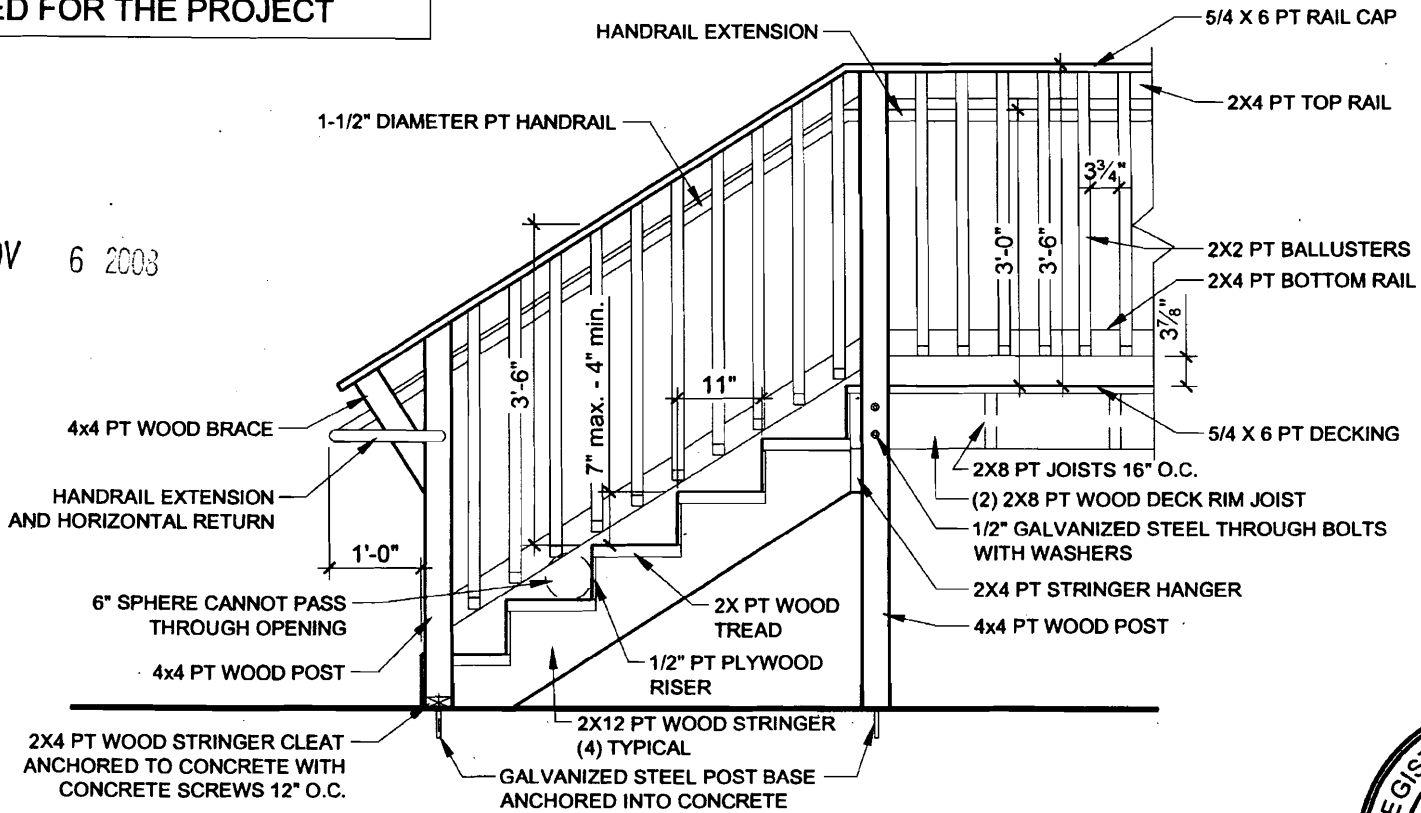 ED FOR THE PROJECT
6 2008
HANDRAIL EXTENSION
5/4 X 6 PT RAIL CAP
2X4 PT TOP RAIL
1-1/2" DIAMETER PT HANDRAIL
3¾"
3'-0"
3'-6"
2X2 PT BALLUSTERS
2X4 PT BOTTOM RAIL
3⅞"
3'-6"
7" max. - 4" min.
11"
4x4 PT WOOD BRACE
HANDRAIL EXTENSION
AND HORIZONTAL RETURN
1'-0"
5/4 X 6 PT DECKING
2X8 PT JOISTS 16" O.C.
(2) 2X8 PT WOOD DECK RIM JOIST
1/2" GALVANIZED STEEL THROUGH BOLTS
WITH WASHERS
2X4 PT STRINGER HANGER
4x4 PT WOOD POST
6" SPHERE CANNOT PASS
THROUGH OPENING
2X PT WOOD
TREAD
4x4 PT WOOD POST
1/2" PT PLYWOOD
RISER
2X4 PT WOOD STRINGER CLEAT
ANCHORED TO CONCRETE WITH
CONCRETE SCREWS 12" O.C.
2X12 PT WOOD STRINGER
(4) TYPICAL
GALVANIZED STEEL POST BASE
ANCHORED INTO CONCRETE
EGIS